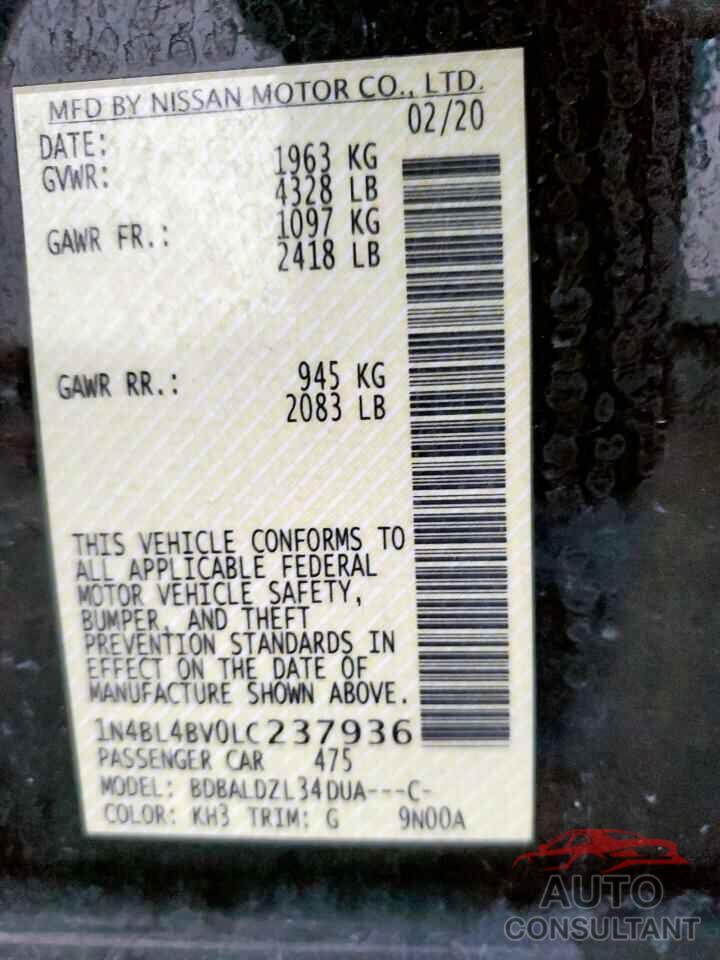 MFD BY NISSAN MOTOR CO., LTD.
DATE: 02/20
GVWR: 1963 KG
4328 LB
GAWR FR.: 1097 KG
2418 LB
GAWR RR.: 945 KG
2083 LB
THIS VEHICLE CONFORMS TO
ALL APPLICABLE FEDERAL
MOTOR VEHICLE SAFETY,
BUMPER, AND THEFT
PREVENTION STANDARDS IN
EFFECT ON THE DATE OF
MANUFACTURE SHOWN ABOVE.
1N4BL4BV0LC237936
PASSENGER CAR 475
MODEL: BDBALDZL34DUA---C-
COLOR: KH3 TRIM: G 9N00A
AUTO
CONSULTANT